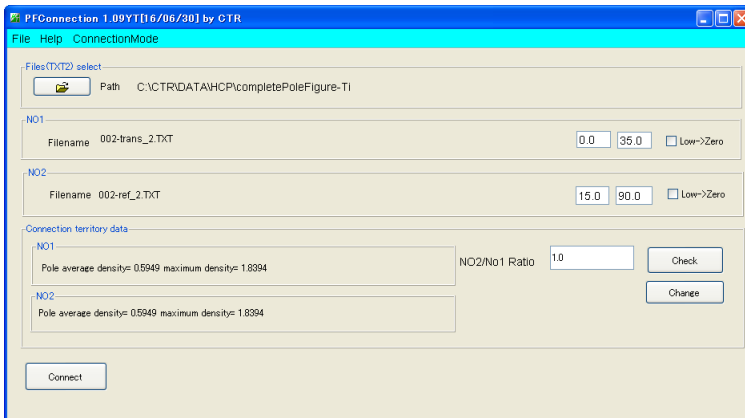 PFConnection 1.09YT[16/06/30] by CTR
File Help ConnectionMode
Files(TXT2) select
Path C:\CTR\DATA\HCP\completePoleFigure-Ti
NO1
Filename 002-trans_2.TXT 0.0 35.0 Low->Zero
NO2
Filename 002-ref_2.TXT 15.0 90.0 Low->Zero
Connection territory data
NO1
Pole average density= 0.5949 maximum density= 1.8394
NO2/No1 Ratio 1.0 Check
NO2
Pole average density= 0.5949 maximum density= 1.8394
Change
Connect